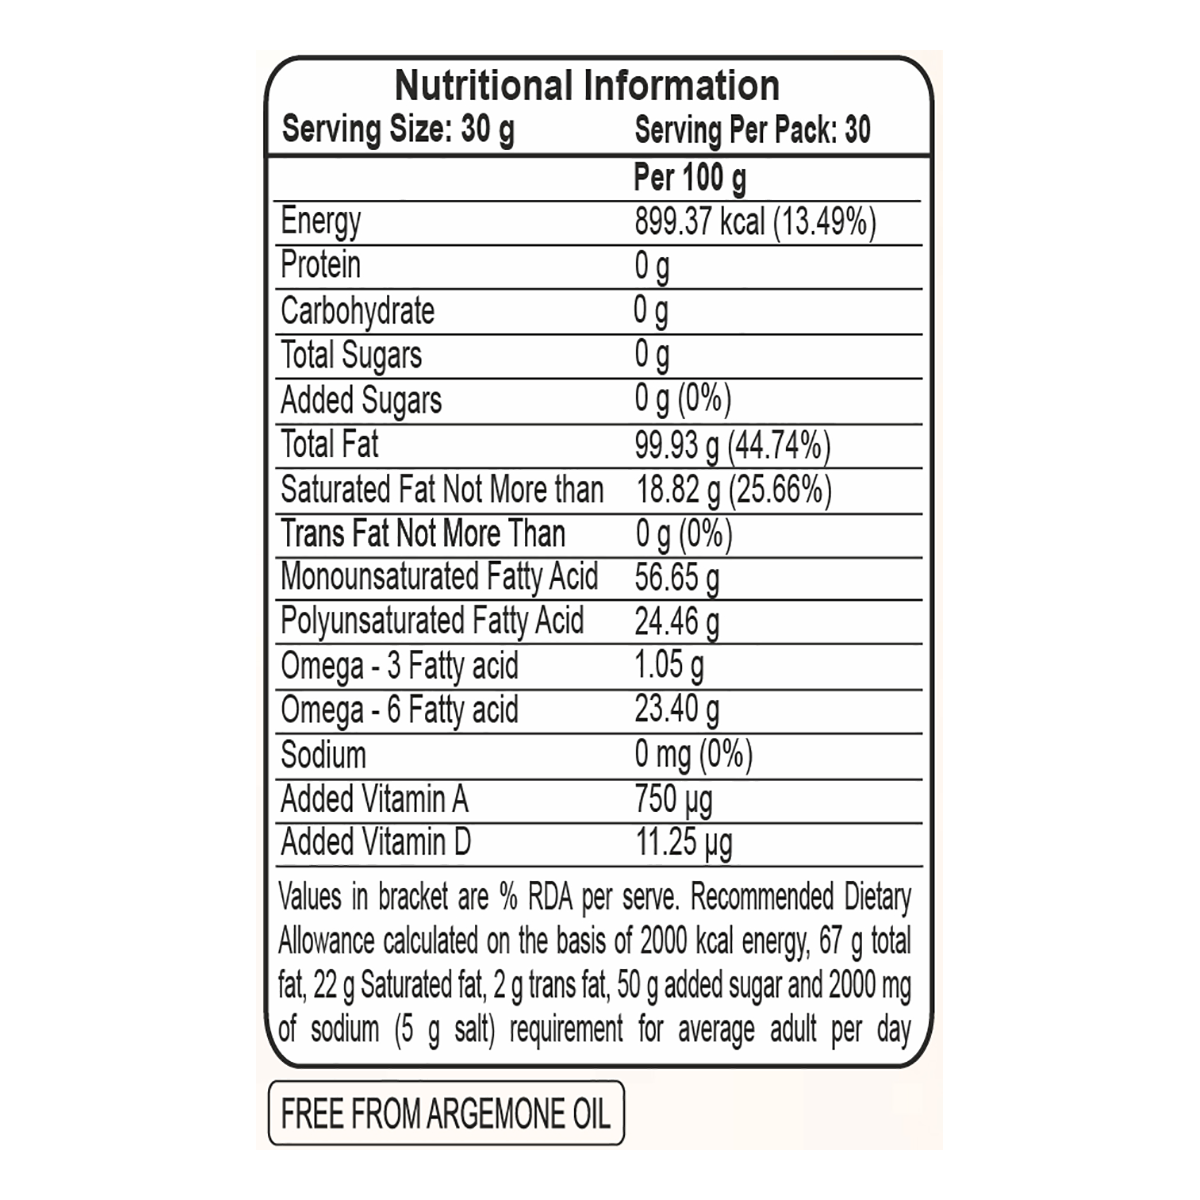 Nutritional Information
Serving Size: 30 g Serving Per Pack: 30
Per 100 g
Energy 899.37 kcal (13.49%)
Protein 0 g
Carbohydrate 0 g
Total Sugars 0 g
Added Sugars 0 g (0%)
Total Fat 99.93 g (44.74%)
Saturated Fat Not More than 18.82 g (25.66%)
Trans Fat Not More Than 0 g (0%)
Monounsaturated Fatty Acid 56.65 g
Polyunsaturated Fatty Acid 24.46 g
Omega - 3 Fatty acid 1.05 g
Omega - 6 Fatty acid 23.40 g
Sodium 0 mg (0%)
Added Vitamin A 750 µg
Added Vitamin D 11.25 µg
Values in bracket are % RDA per serve. Recommended Dietary
Allowance calculated on the basis of 2000 kcal energy, 67 g total
fat, 22 g Saturated fat, 2 g trans fat, 50 g added sugar and 2000 mg
of sodium (5 g salt) requirement for average adult per day
FREE FROM ARGEMONE OIL